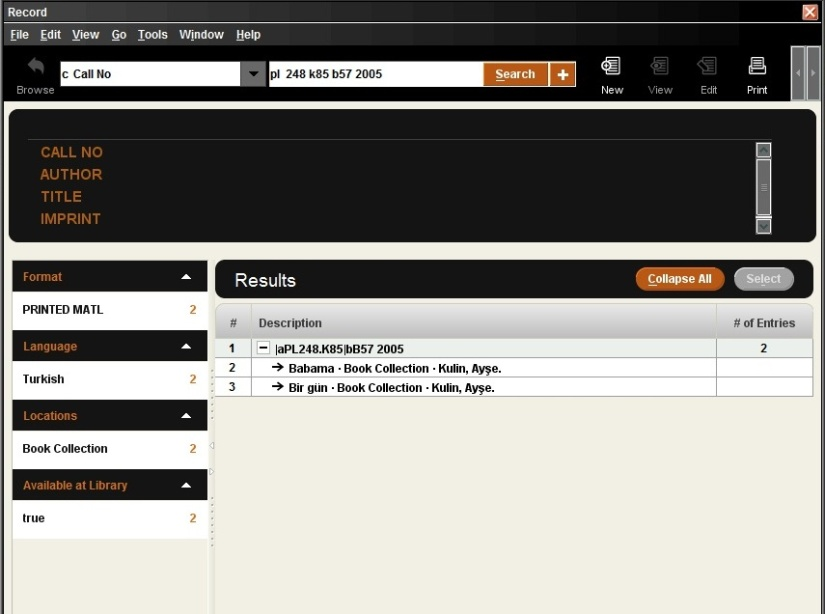 Record
File Edit View Go Tools Window Help
Browse
c Call No
pl 248 k85 b57 2005
Search
+
New
View
Edit
Print
CALL NO
AUTHOR
TITLE
IMPRINT
Format
PRINTED MATL 2
Language
Turkish 2
Locations
Book Collection 2
Available at Library
true 2
Results
Collapse All
Select
# Description # of Entries
1 |aPL248.K85|bB57 2005 2
2 Babama · Book Collection · Kulin, Ayşe.
3 Bir gün · Book Collection · Kulin, Ayşe.